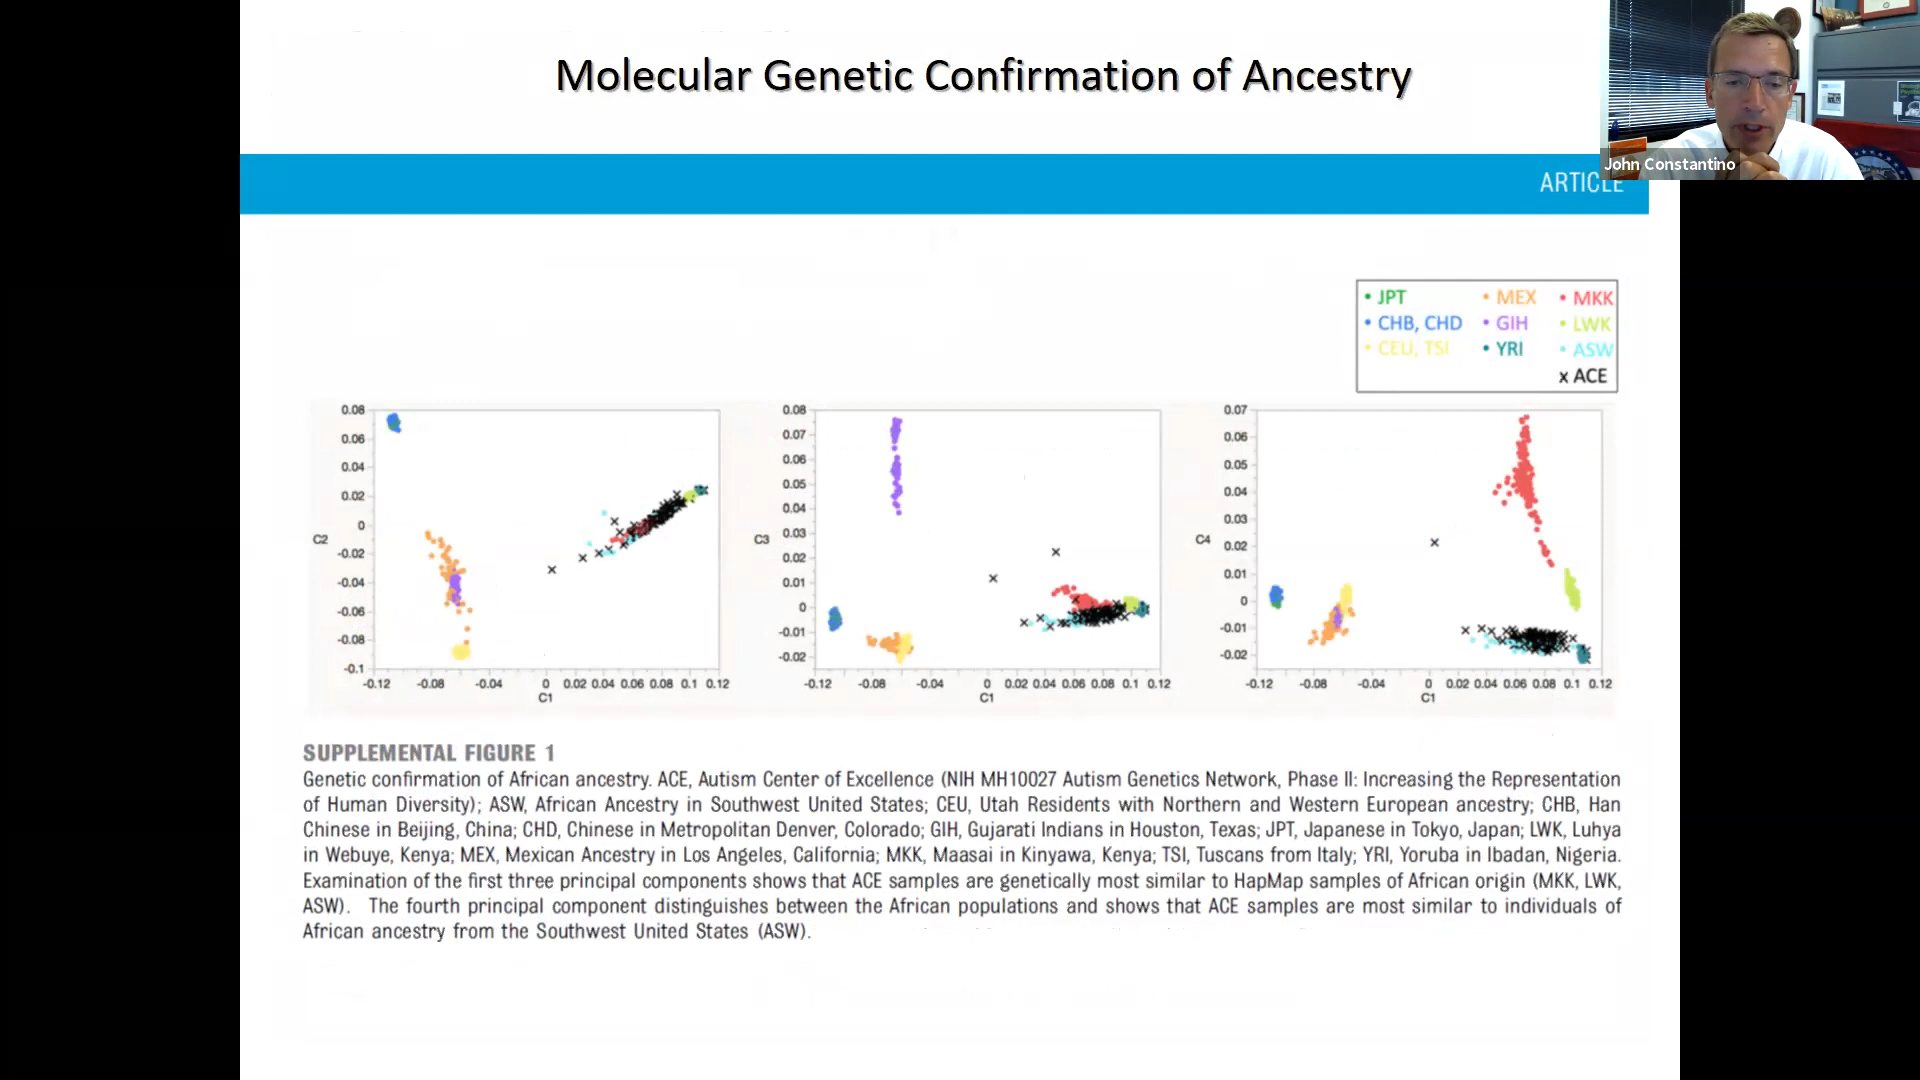 Molecular Genetic Confirmation of Ancestry
John Constantino
ARTICLE
• JPT • MEX • MKK
• CHB, CHD • GIH • LWK
• CEU, TSI • YRI • ASW
x ACE
0.08
0.06
0.04
0.02
0
-0.02
-0.04
-0.06
-0.08
-0.1
C2
-0.12 -0.08 -0.04 0 0.02 0.04 0.06 0.08 0.1 0.12
C1
0.08
0.07
0.06
0.05
0.04
0.03
0.02
0.01
0
-0.01
-0.02
C3
-0.12 -0.08 -0.04 0 0.02 0.04 0.06 0.08 0.1 0.12
C1
0.07
0.06
0.05
0.04
0.03
0.02
0.01
0
-0.01
-0.02
C4
-0.12 -0.08 -0.04 0 0.02 0.04 0.06 0.08 0.1 0.12
C1
SUPPLEMENTAL FIGURE 1
Genetic confirmation of African ancestry. ACE, Autism Center of Excellence (NIH MH10027 Autism Genetics Network, Phase II: Increasing the Representation
of Human Diversity); ASW, African Ancestry in Southwest United States; CEU, Utah Residents with Northern and Western European ancestry; CHB, Han
Chinese in Beijing, China; CHD, Chinese in Metropolitan Denver, Colorado; GIH, Gujarati Indians in Houston, Texas; JPT, Japanese in Tokyo, Japan; LWK, Luhya
in Webuye, Kenya; MEX, Mexican Ancestry in Los Angeles, California; MKK, Maasai in Kinyawa, Kenya; TSI, Tuscans from Italy; YRI, Yoruba in Ibadan, Nigeria.
Examination of the first three principal components shows that ACE samples are genetically most similar to HapMap samples of African origin (MKK, LWK,
ASW). The fourth principal component distinguishes between the African populations and shows that ACE samples are most similar to individuals of
African ancestry from the Southwest United States (ASW).